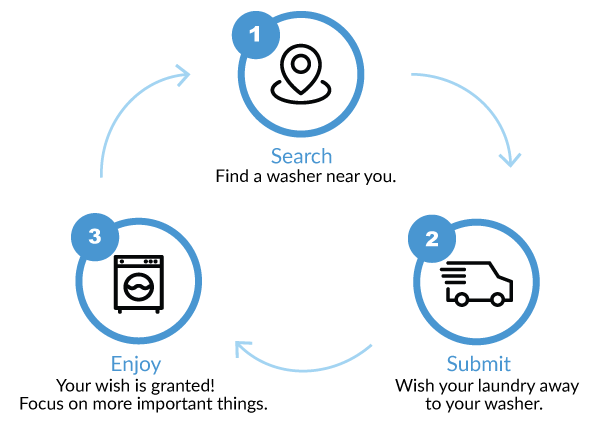 1
Search
Find a washer near you.
2
Submit
Wish your laundry away
to your washer.
3
Enjoy
Your wish is granted!
Focus on more important things.